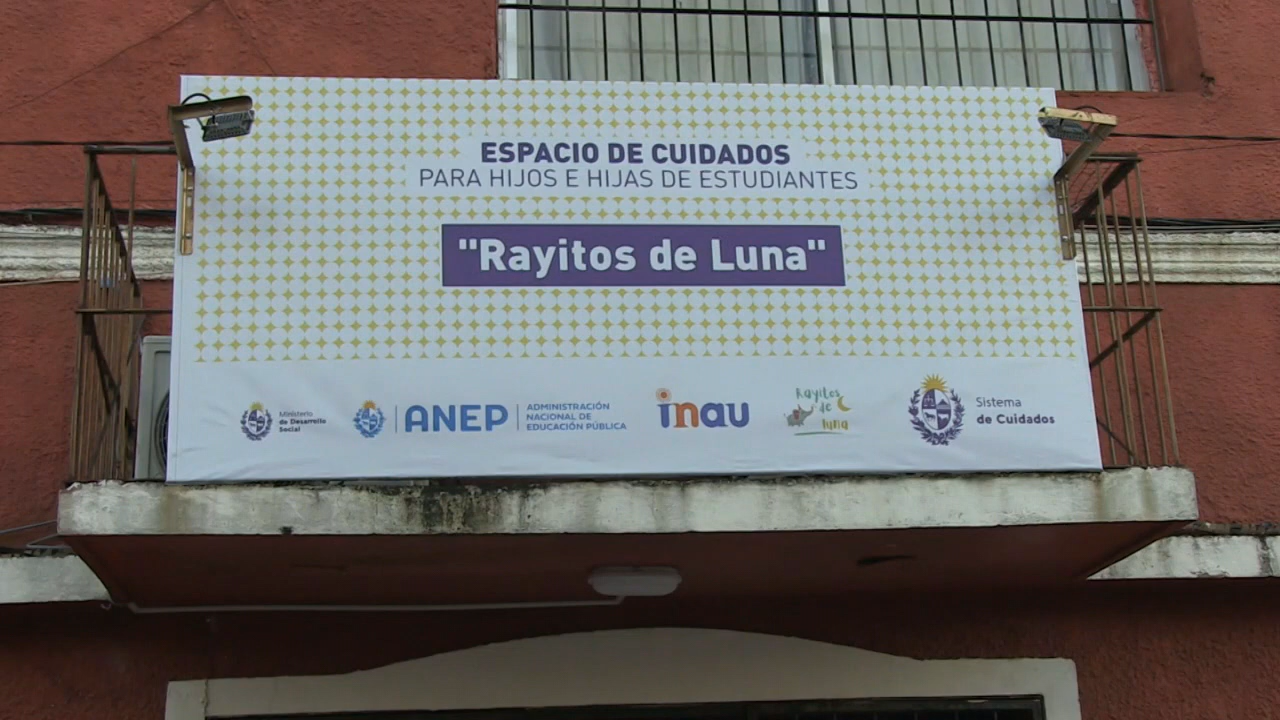 ESPACIO DE CUIDADOS
PARA HIJOS E HIJAS DE ESTUDIANTES
"Rayitos de Luna"
Ministerio
de Desarrollo
Social
ANEP
ADMINISTRACIÓN
NACIONAL DE
EDUCACIÓN PÚBLICA
inau
Rayitos
de
luna
Sistema
de Cuidados